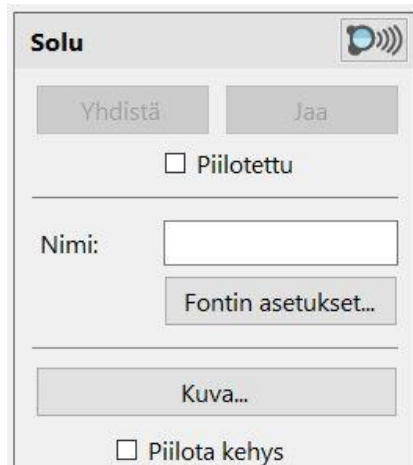 Solu
Yhdistä Jaa
Piilotettu
Nimi:
Fontin asetukset...
Kuva...
Piilota kehys